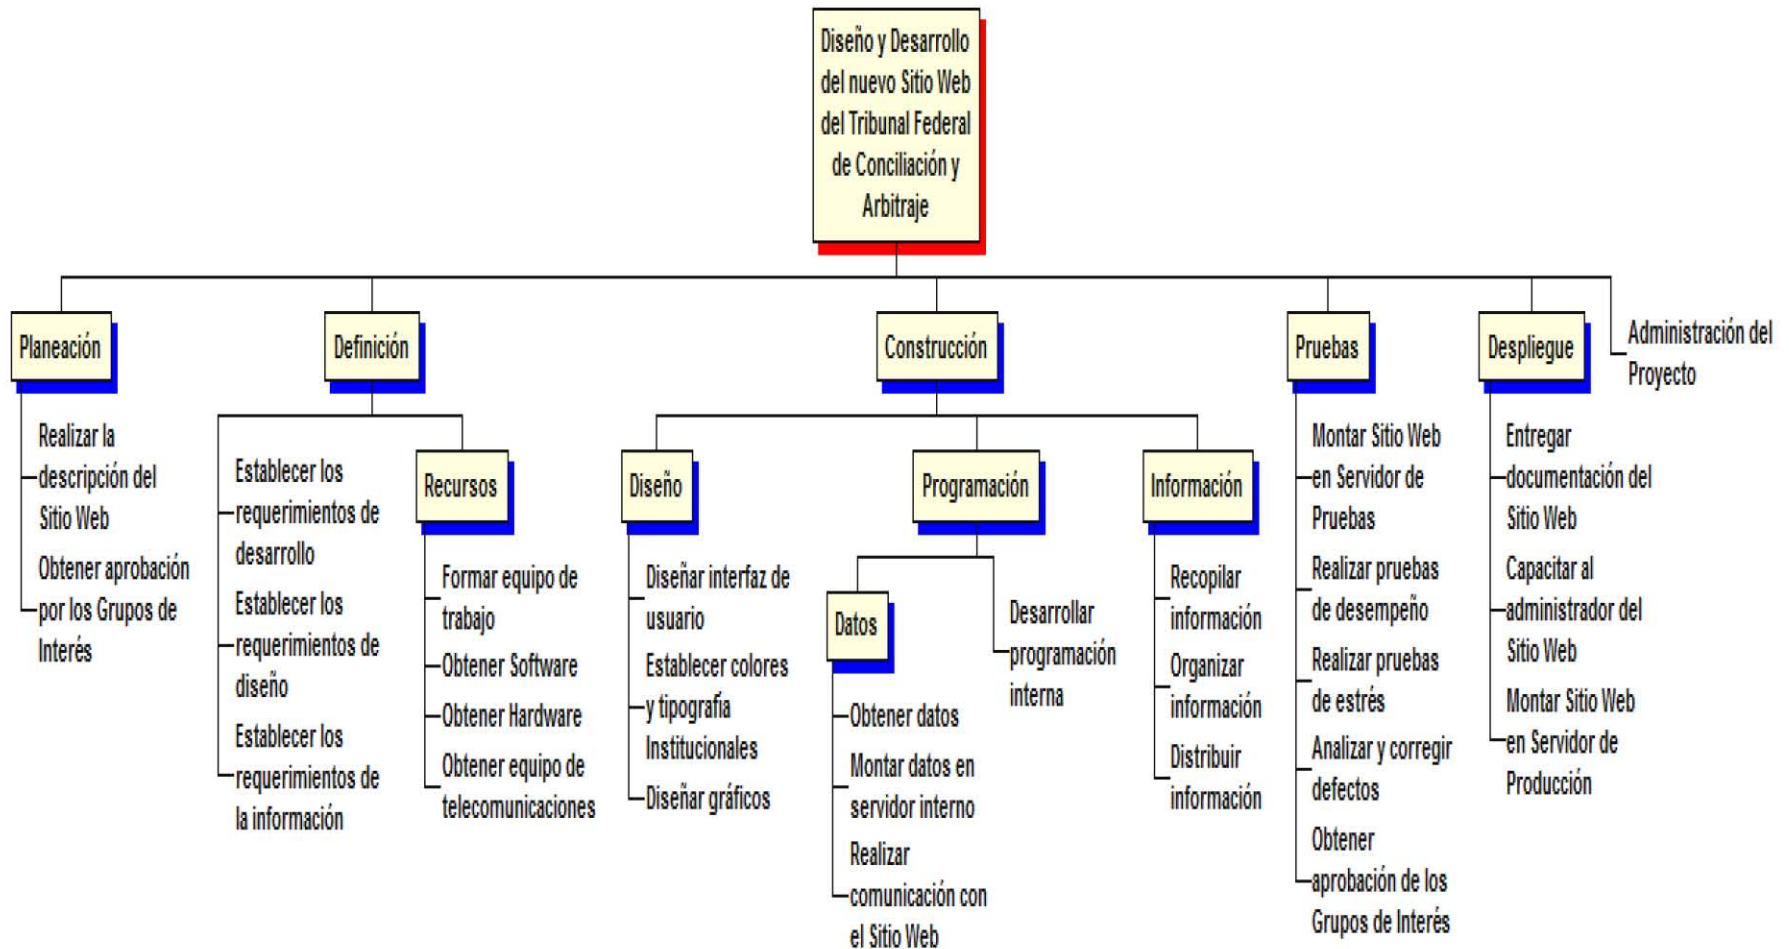 Diseño y Desarrollo
del nuevo Sitio Web
del Tribunal Federal
de Conciliación y
Arbitraje
Planeación
Definición
Construcción
Pruebas
Despliegue
Administración del
Proyecto
Realizar la
descripción del
Sitio Web
Obtener aprobación
por los Grupos de
Interés
Establecer los
requerimientos de
desarrollo
Establecer los
requerimientos de
diseño
Establecer los
requerimientos de
la información
Recursos
Formar equipo de
trabajo
Obtener Software
Obtener Hardware
Obtener equipo de
telecomunicaciones
Diseño
Diseñar interfaz de
usuario
Establecer colores
y tipografía
Institucionales
Diseñar gráficos
Programación
Datos
Obtener datos
Montar datos en
servidor interno
Realizar
comunicación con
el Sitio Web
Desarrollar
programación
interna
Información
Recopilar
información
Organizar
información
Distribuir
información
Montar Sitio Web
en Servidor de
Pruebas
Realizar pruebas
de desempeño
Realizar pruebas
de estrés
Analizar y corregir
defectos
Obtener
aprobación de los
Grupos de Interés
Entregar
documentación del
Sitio Web
Capacitar al
administrador del
Sitio Web
Montar Sitio Web
en Servidor de
Producción